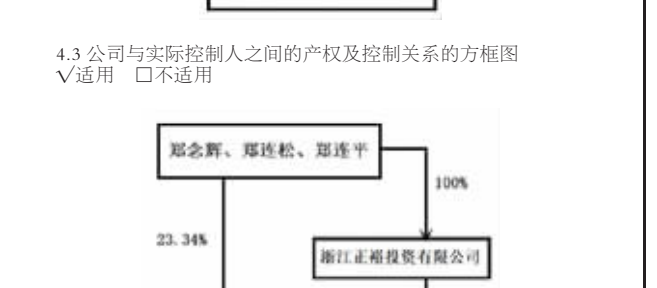 4.3 公司与实际控制人之间的产权及控制关系的方框图
√适用 □不适用
郑念辉、郑连松、郑连平
100%
23.34%
浙江正裕投资有限公司